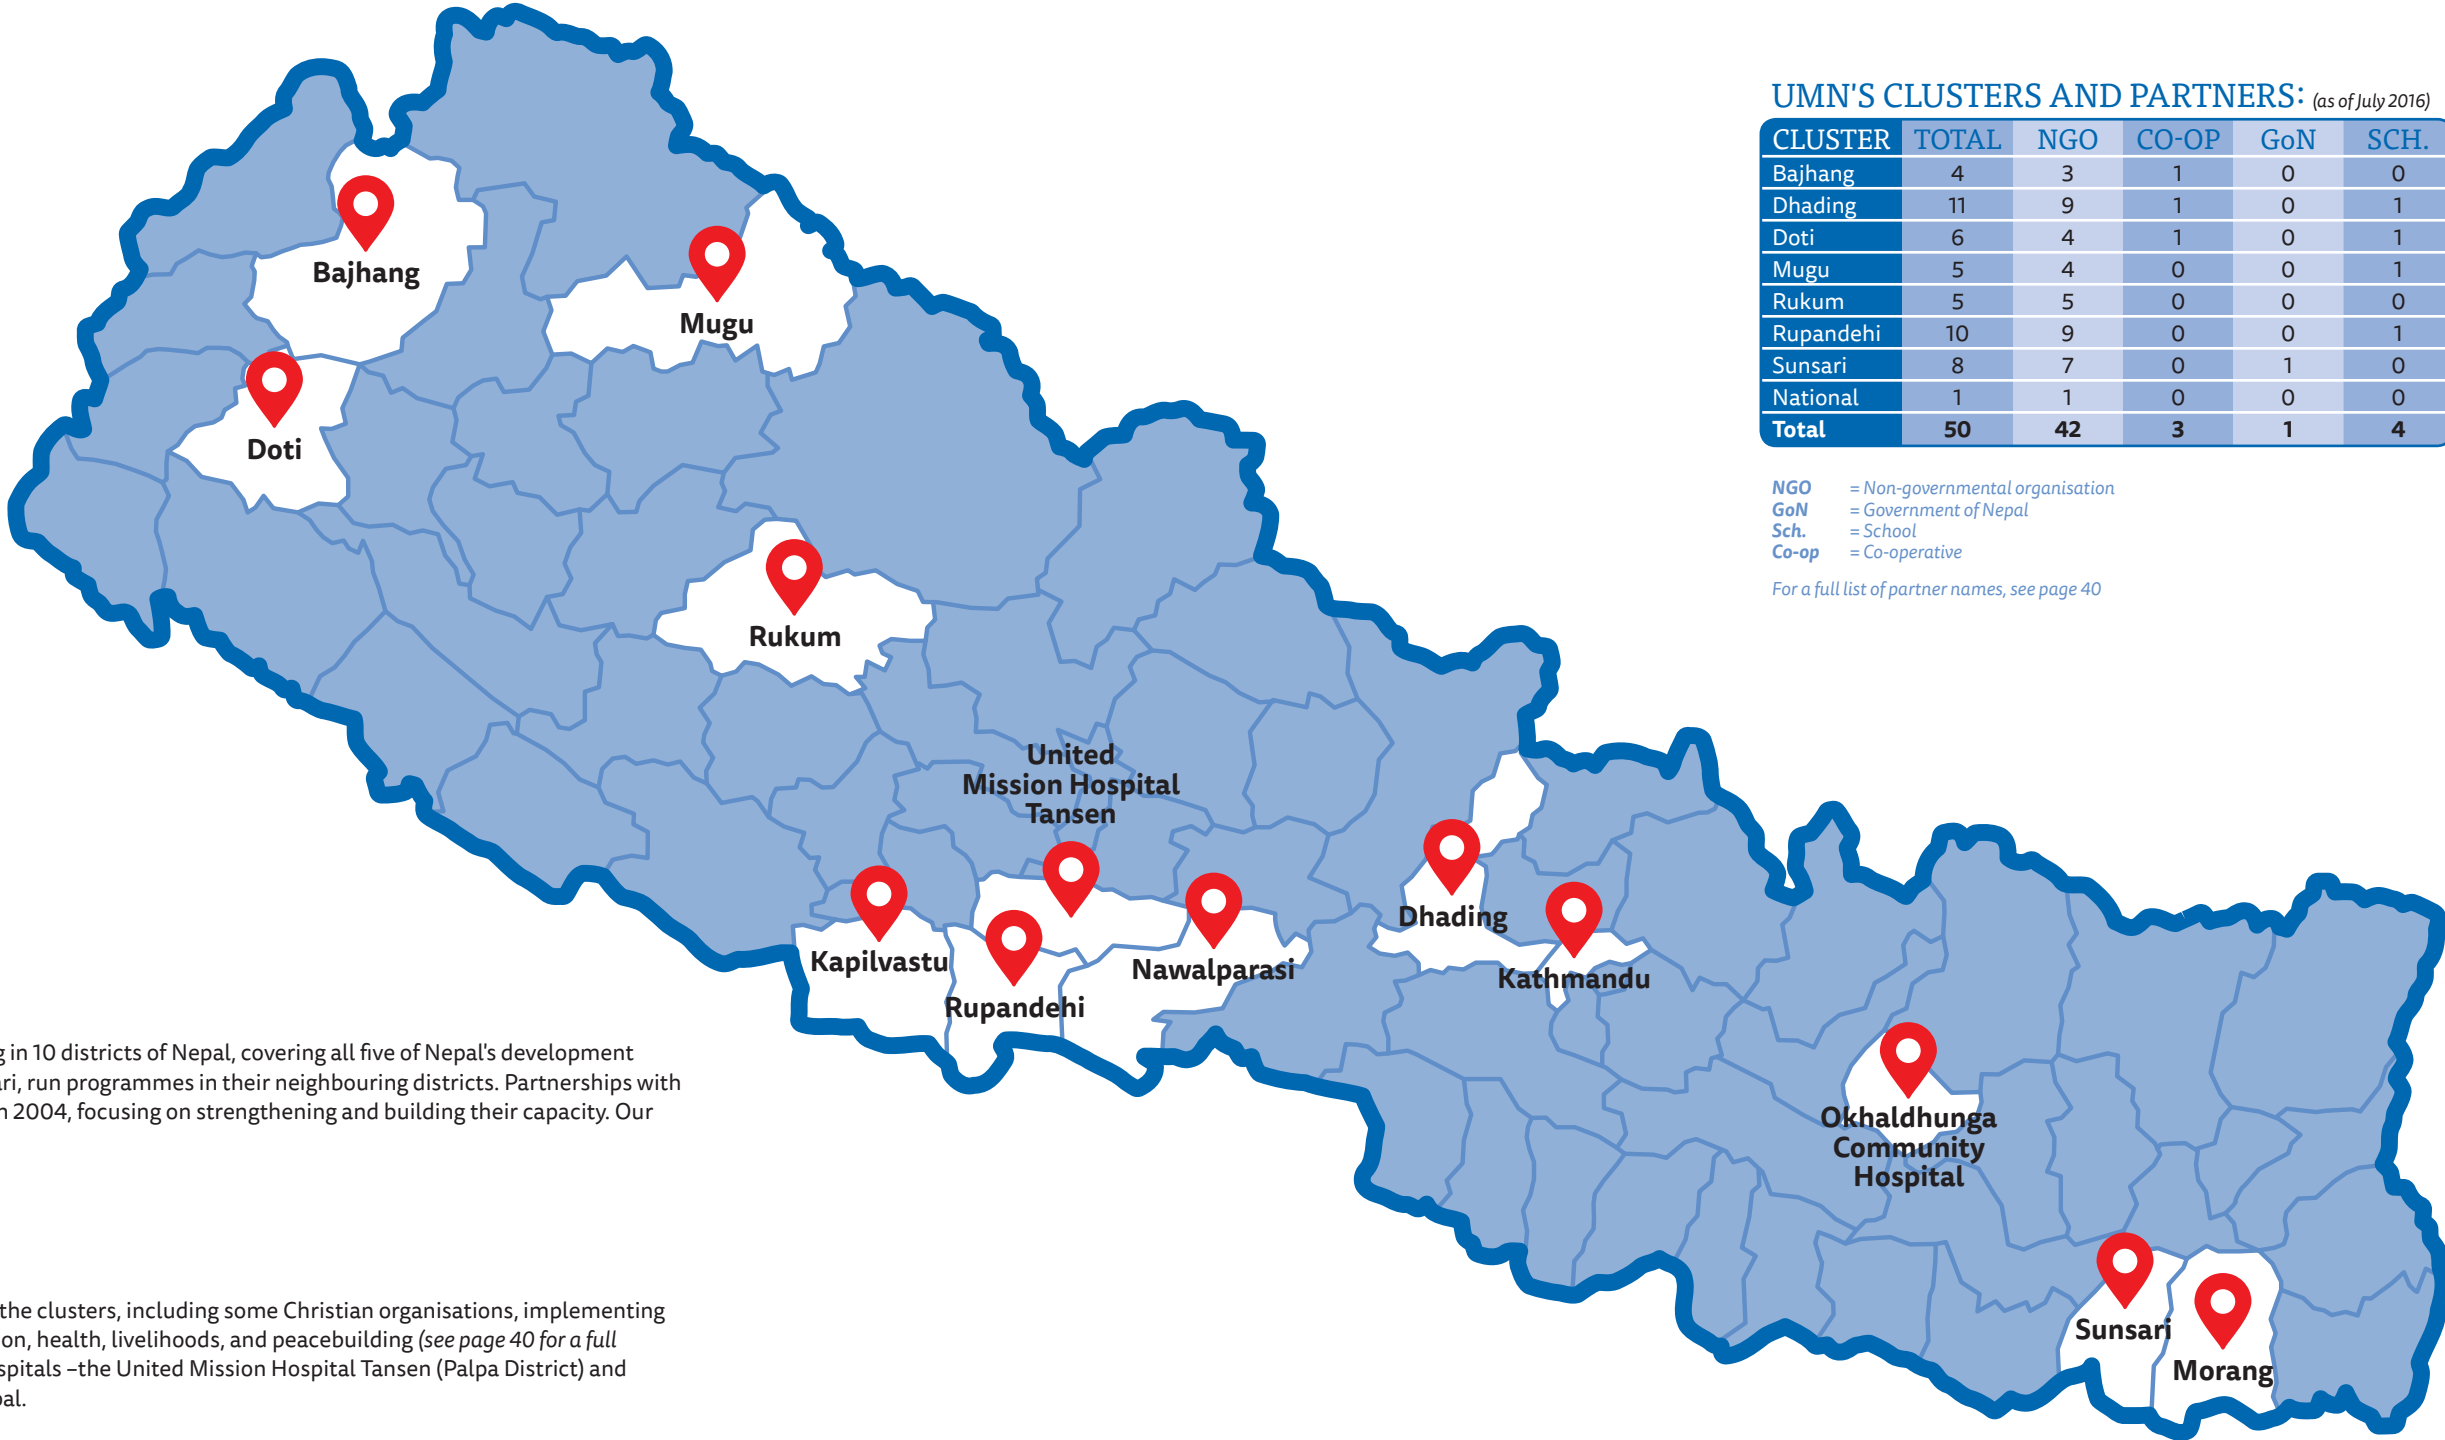 UMN'S CLUSTERS AND PARTNERS: (as of July 2016)
CLUSTER TOTAL NGO CO-OP GoN SCH.
Bajhang 4 3 1 0 0
Dhading 11 9 1 0 1
Doti 6 4 1 0 1
Mugu 5 4 0 0 1
Rukum 5 5 0 0 0
Rupandehi 10 9 0 0 1
Sunsari 8 7 0 1 0
National 1 1 0 0 0
Total 50 42 3 1 4
NGO = Non-governmental organisation
GoN = Government of Nepal
Sch. = School
Co-op = Co-operative
For a full list of partner names, see page 40
Bajhang
Mugu
Doti
Rukum
United
Mission Hospital
Tansen
Kapilvastu
Rupandehi
Nawalparasi
Dhading
Kathmandu
Okhaldhunga
Community
Hospital
Sunsari
Morang
in 10 districts of Nepal, covering all five of Nepal's development
run programmes in their neighbouring districts. Partnerships with
2004, focusing on strengthening and building their capacity. Our
the clusters, including some Christian organisations, implementing
health, livelihoods, and peacebuilding (see page 40 for a full
–the United Mission Hospital Tansen (Palpa District) and